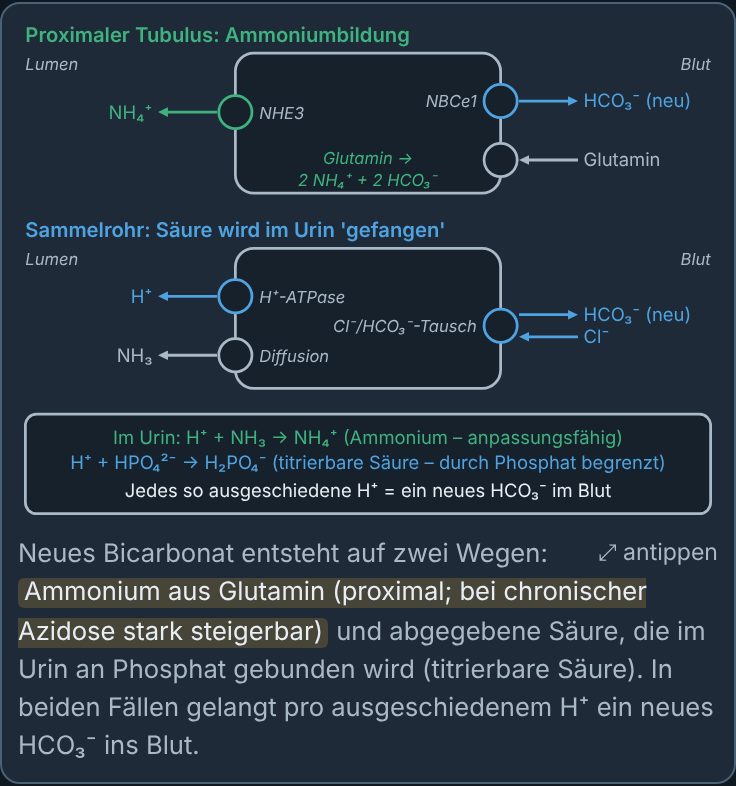 Proximaler Tubulus: Ammoniumbildung
Lumen
Blut
NH₄⁺
NHE3
NBCe1
HCO₃⁻ (neu)
Glutamin →
2 NH₄⁺ + 2 HCO₃⁻
Glutamin
Sammelrohr: Säure wird im Urin 'gefangen'
Lumen
Blut
H⁺
H⁺-ATPase
Cl⁻/HCO₃⁻-Tausch
HCO₃⁻ (neu)
Cl⁻
NH₃
Diffusion
Im Urin: H⁺ + NH₃ → NH₄⁺ (Ammonium – anpassungsfähig)
H⁺ + HPO₄²⁻ → H₂PO₄⁻ (titrierbare Säure – durch Phosphat begrenzt)
Jedes so ausgeschiedene H⁺ = ein neues HCO₃⁻ im Blut
⤢ antippen
Neues Bicarbonat entsteht auf zwei Wegen:
Ammonium aus Glutamin (proximal; bei chronischer
Azidose stark steigerbar) und abgegebene Säure, die im
Urin an Phosphat gebunden wird (titrierbare Säure). In
beiden Fällen gelangt pro ausgeschiedenem H⁺ ein neues
HCO₃⁻ ins Blut.